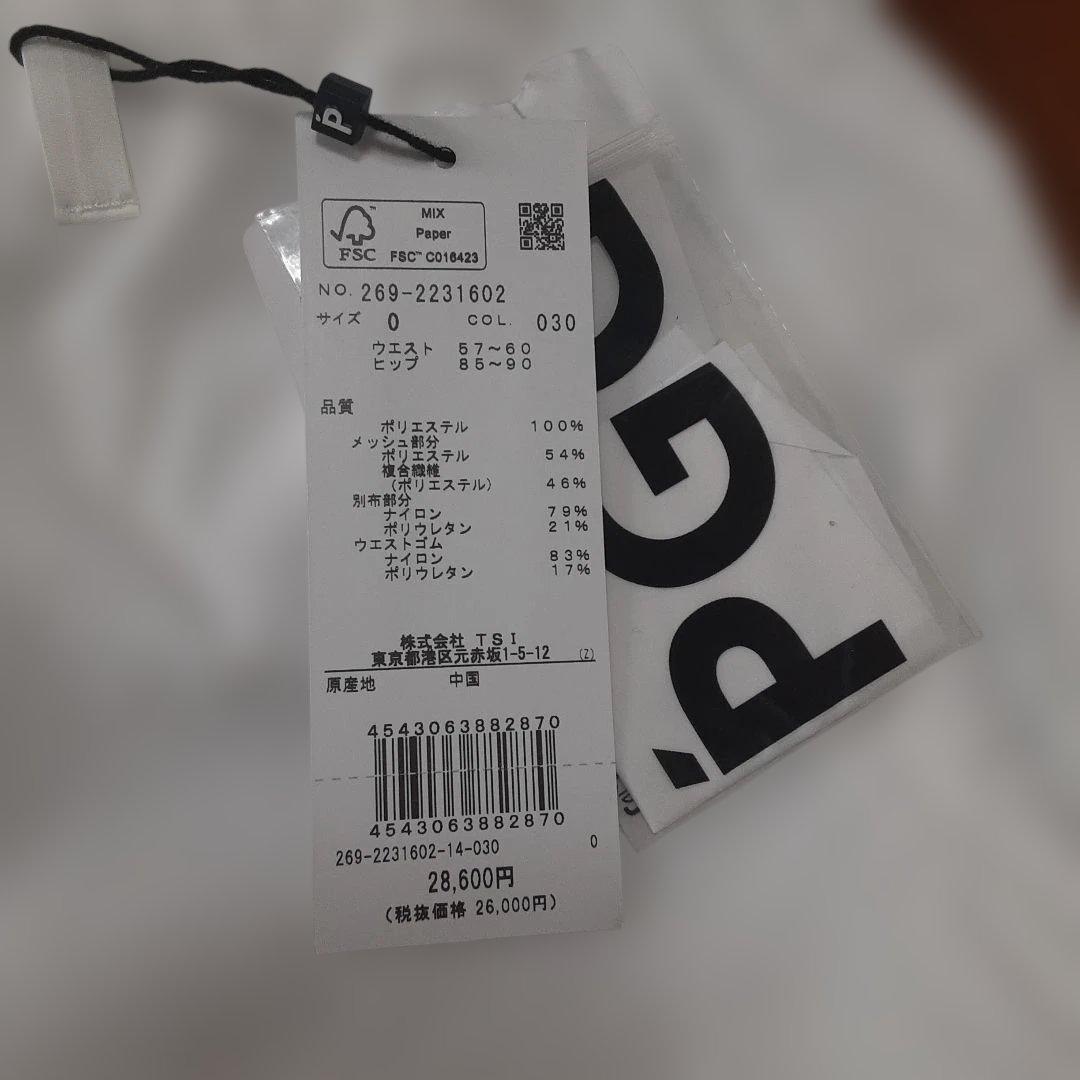 MIX
Paper
FSC
FSC™ C016423
NO. 269-2231602
サイズ 0 COL. 030
ウエスト 57～60
ヒップ 85～90
品質
ポリエステル 100%
メッシュ部分
ポリエステル 54%
複合繊維
(ポリエステル) 46%
別布部分
ナイロン 79%
ポリウレタン 21%
ウエストゴム
ナイロン 83%
ポリウレタン 17%
株式会社 TSI
東京都港区元赤坂1-5-12 (Z)
原産地 中国
4543063882870
4543063882870
269-2231602-14-030 0
28,600円
(税抜価格 26,000円)
P
PG